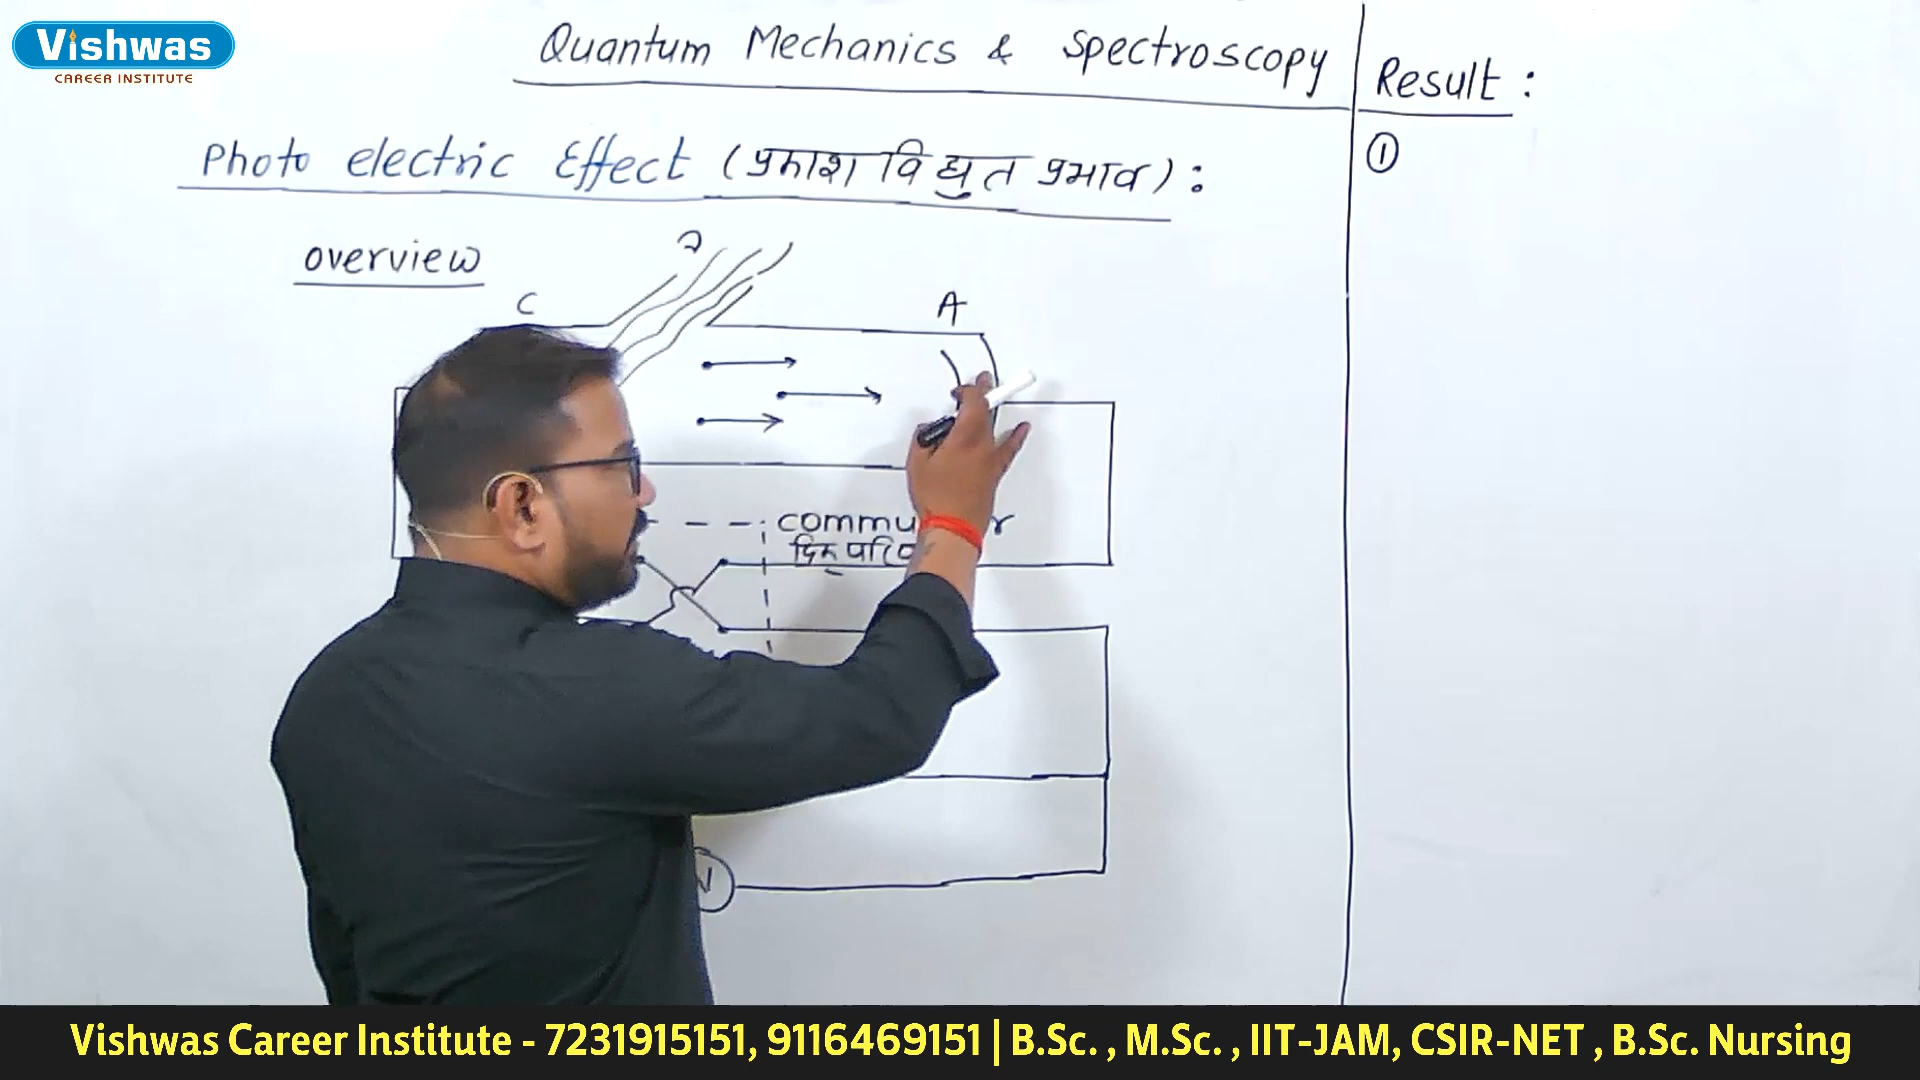 Vishwas
CAREER INSTITUTE
Quantum Mechanics & Spectroscopy
Result :
①
Photo electric Effect (प्रकाश विद्युत प्रभाव) :
overview
C
A
Vishwas Career Institute - 7231915151, 9116469151 | B.Sc. , M.Sc. , IIT-JAM, CSIR-NET , B.Sc. Nursing